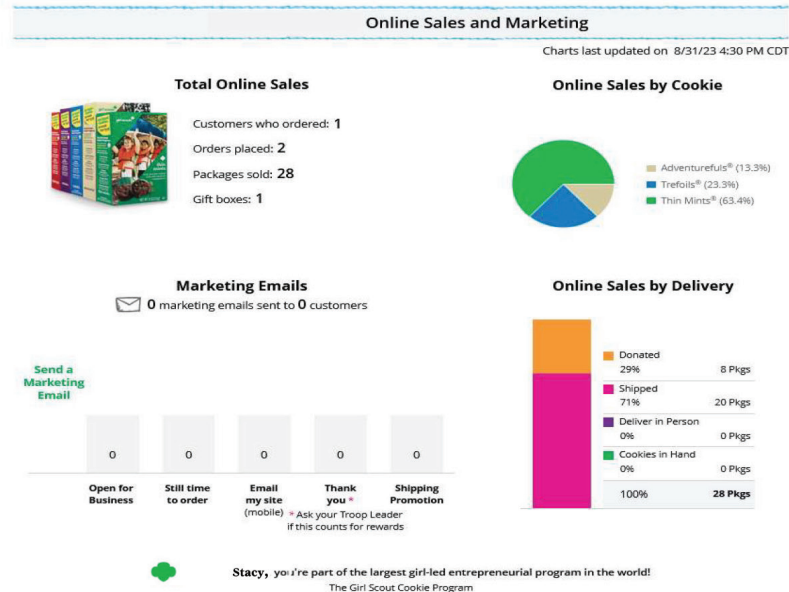 Online Sales and Marketing
Charts last updated on 8/31/23 4:30 PM CDT
Total Online Sales
Customers who ordered: 1
Orders placed: 2
Packages sold: 28
Gift boxes: 1
Online Sales by Cookie
Adventurefuls® (13.3%)
Trefoils® (23.3%)
Thin Mints® (63.4%)
Marketing Emails
0 marketing emails sent to 0 customers
Send a
Marketing
Email
0 0 0 0 0
Open for
Business
Still time
to order
Email
my site
(mobile)
Thank
you *
Shipping
Promotion
* Ask your Troop Leader
if this counts for rewards
Online Sales by Delivery
Donated
29% 8 Pkgs
Shipped
71% 20 Pkgs
Deliver in Person
0% 0 Pkgs
Cookies in Hand
0% 0 Pkgs
100% 28 Pkgs
Stacy, you're part of the largest girl-led entrepreneurial program in the world!
The Girl Scout Cookie Program